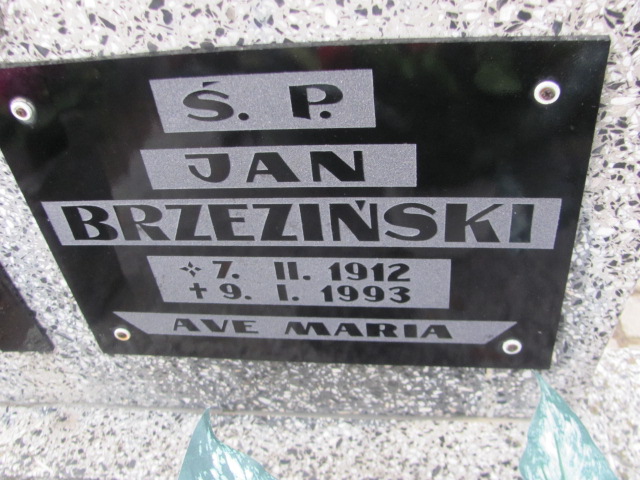 Ś. P.
JAN
BRZEZIŃSKI
✧ 7. II. 1912
✝ 9. I. 1993
AVE MARIA